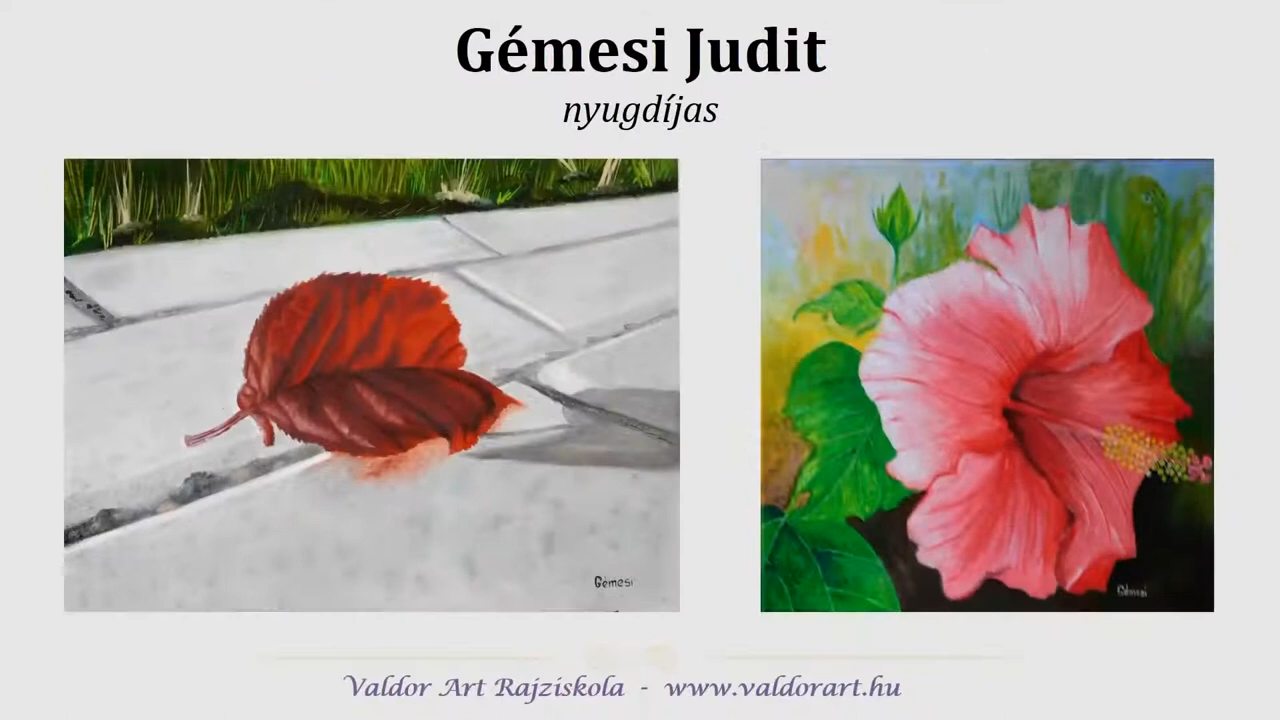 Gémesi Judit
nyugdíjas
Gémesi
Gémesi
Valdor Art Rajziskola - www.valdorart.hu